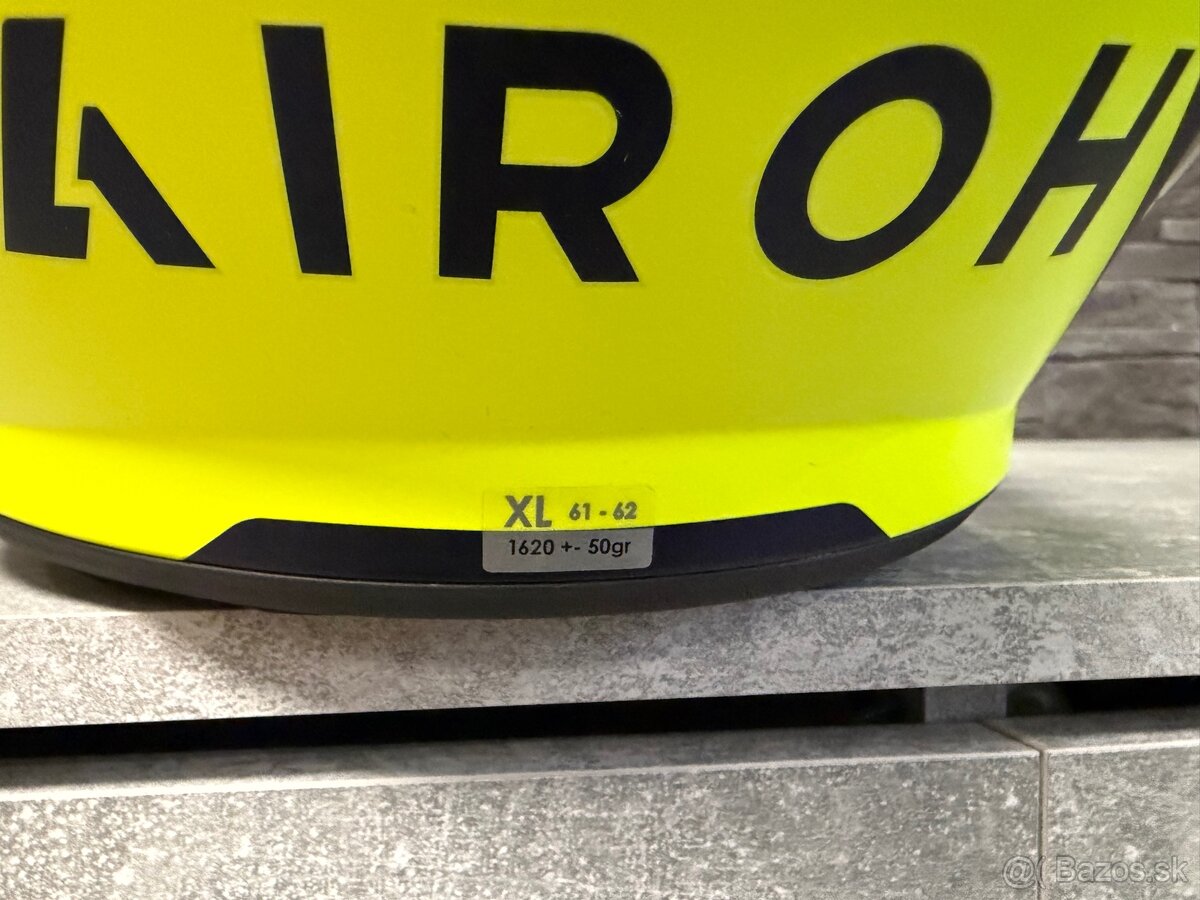 AIROH
XL 61 - 62
1620 +- 50gr
@( Bazos.sk